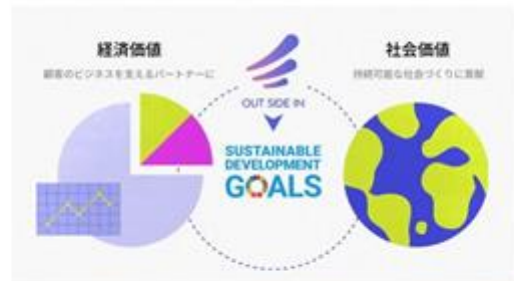 経済価値
顧客のビジネスを支えるパートナーに
OUT SIDE IN
SUSTAINABLE
DEVELOPMENT
GOALS
社会価値
持続可能な社会づくりに貢献